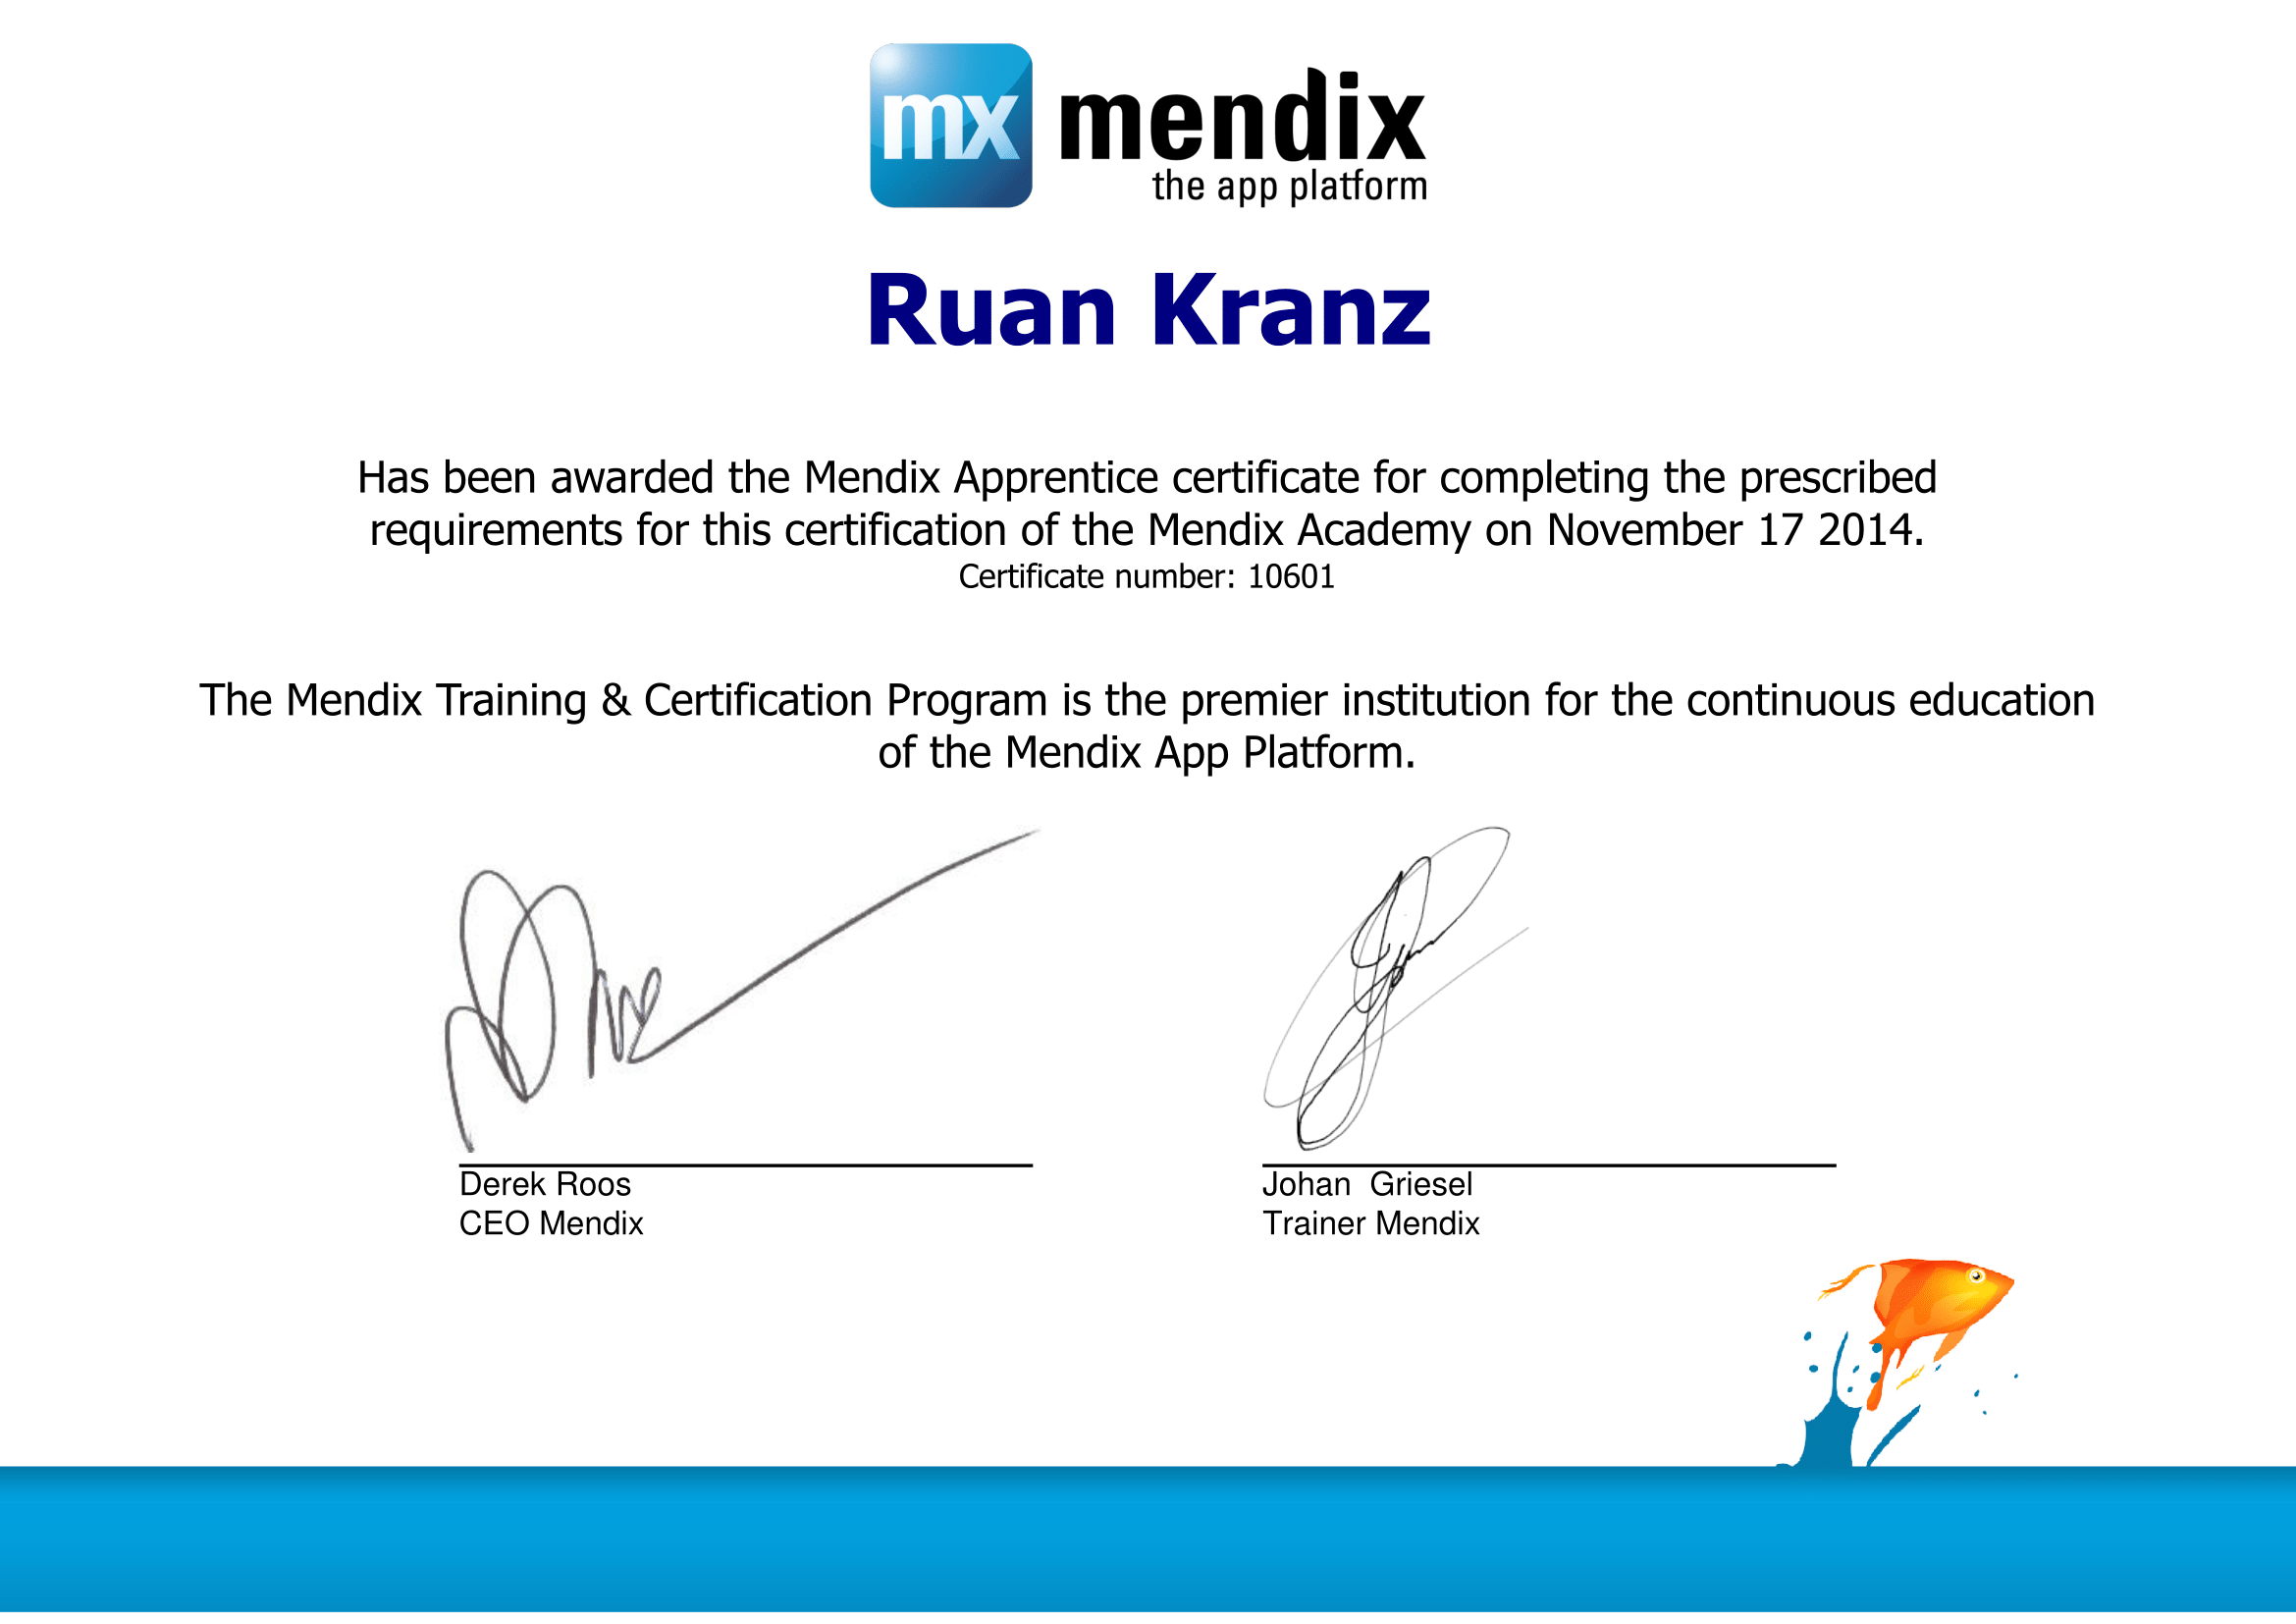 mx mendix
the app platform
Ruan Kranz
Has been awarded the Mendix Apprentice certificate for completing the prescribed
requirements for this certification of the Mendix Academy on November 17 2014.
Certificate number: 10601
The Mendix Training & Certification Program is the premier institution for the continuous education
of the Mendix App Platform.
Derek Roos
CEO Mendix
Johan  Griesel
Trainer Mendix